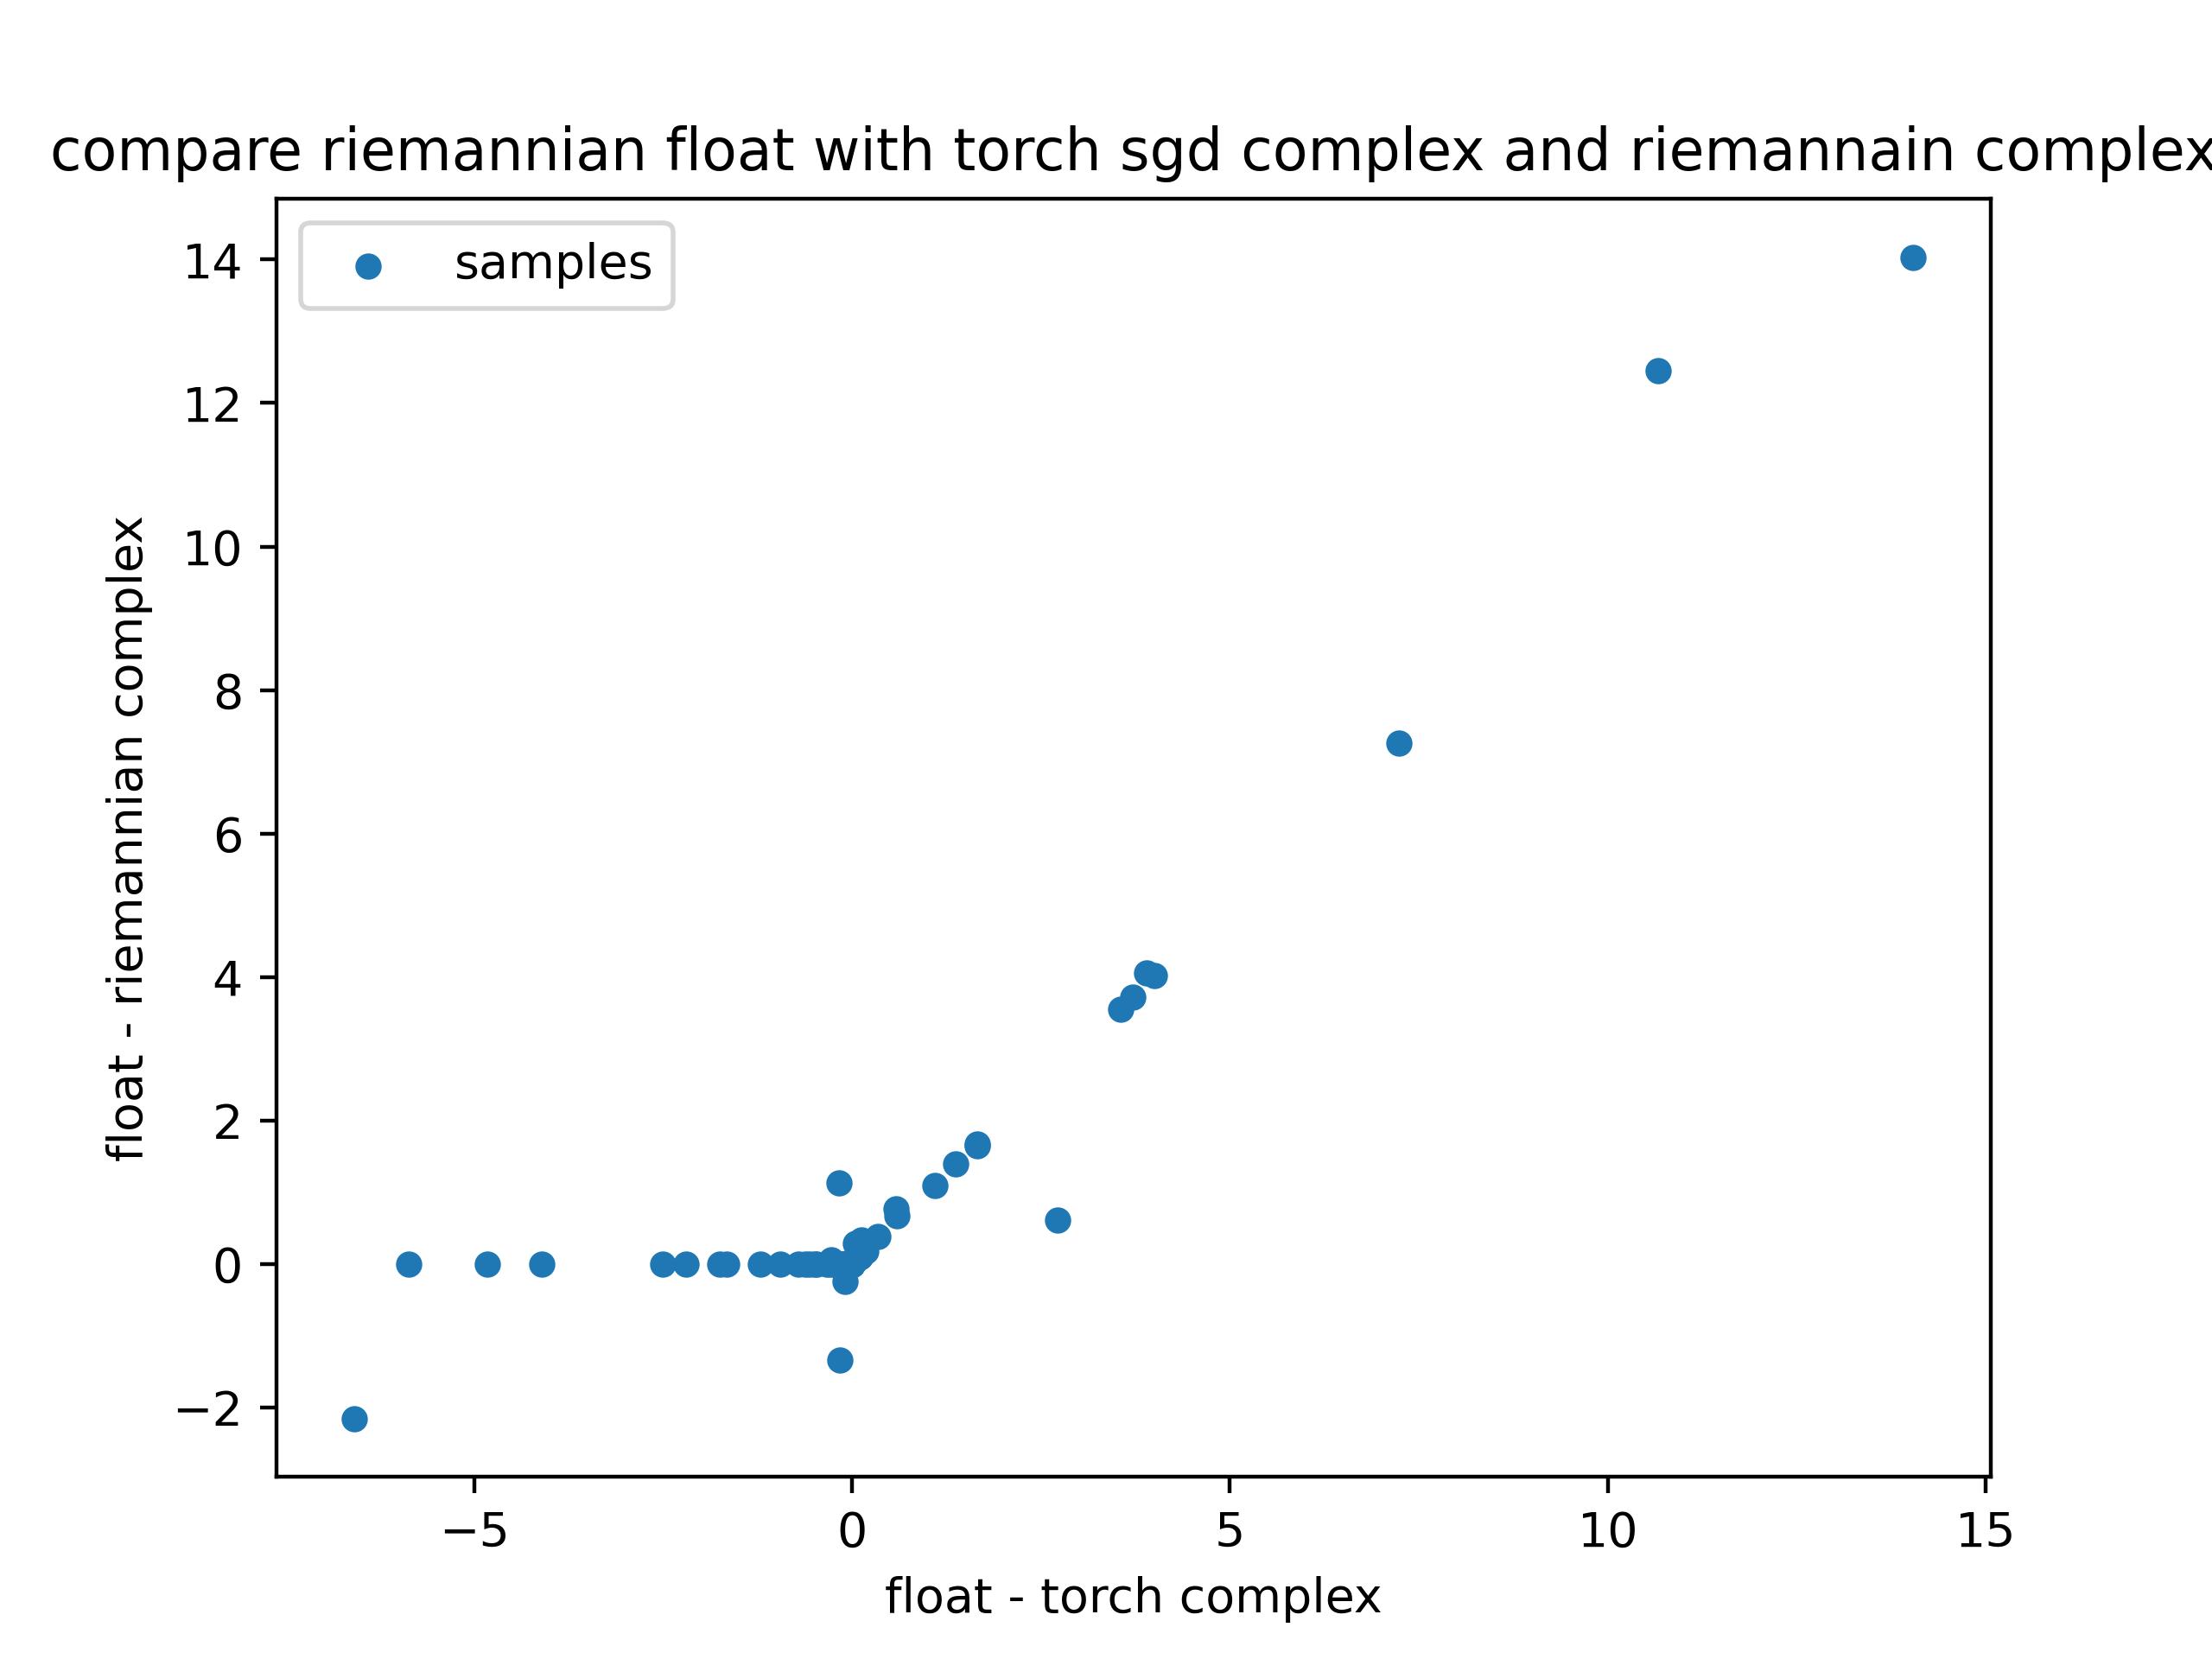 compare riemannian float with torch sgd complex and riemannain complex
samples
14
12
10
8
6
4
2
0
−2
float - riemannian complex
−5 0 5 10 15
float - torch complex